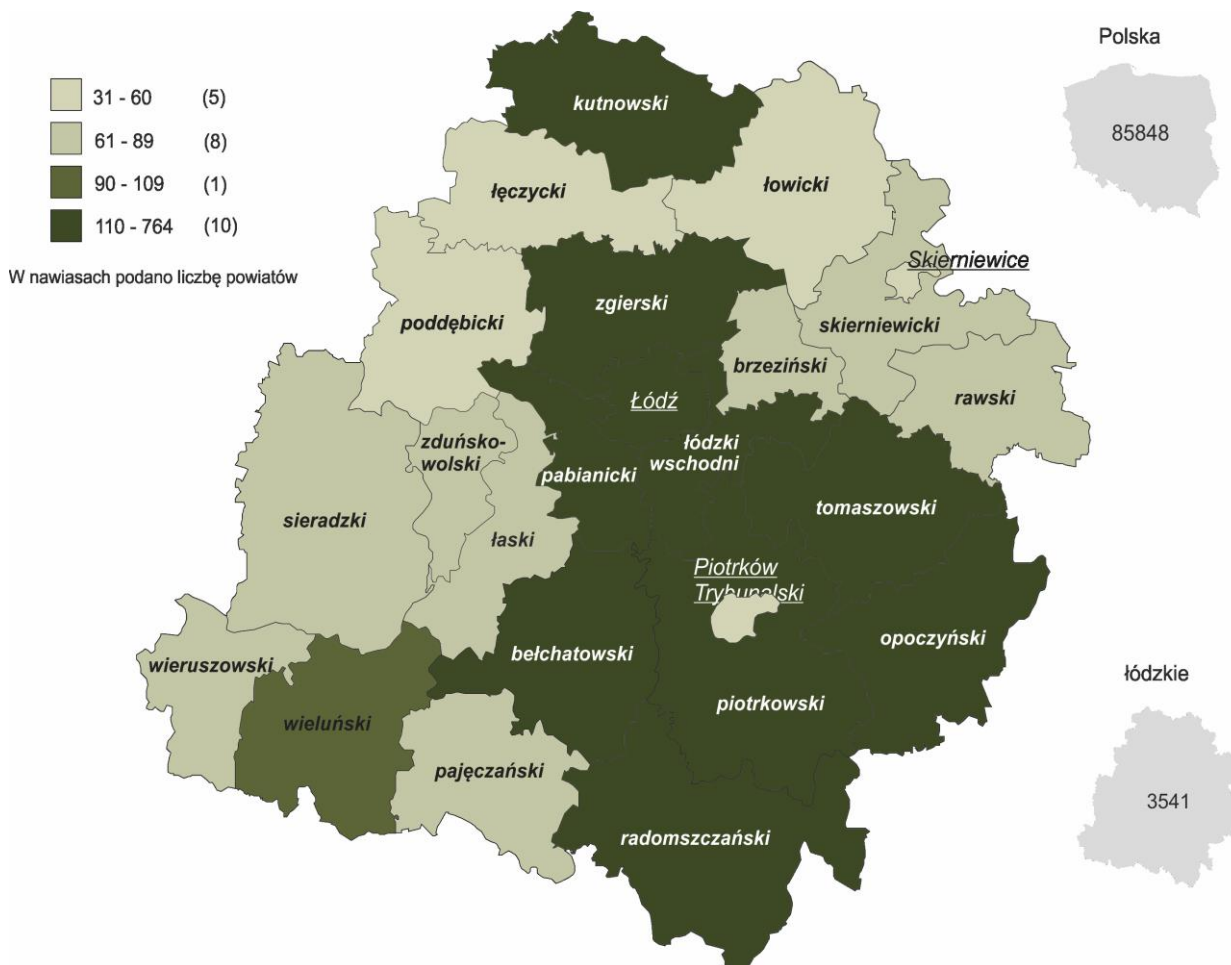 Polska
85848
31 - 60 (5)
61 - 89 (8)
90 - 109 (1)
110 - 764 (10)
W nawiasach podano liczbę powiatów
kutnowski
łęczycki
łowicki
Skierniewice
zgierski
poddębicki
skierniewicki
brzeziński
rawski
Łódź
zduńsko-
wolski
łódzki
wschodni
pabianicki
tomaszowski
sieradzki
łaski
Piotrków
Trybunalski
opoczyński
bełchatowski
wieruszowski
piotrkowski
wieluński
pajęczański
radomszczański
łódzkie
3541